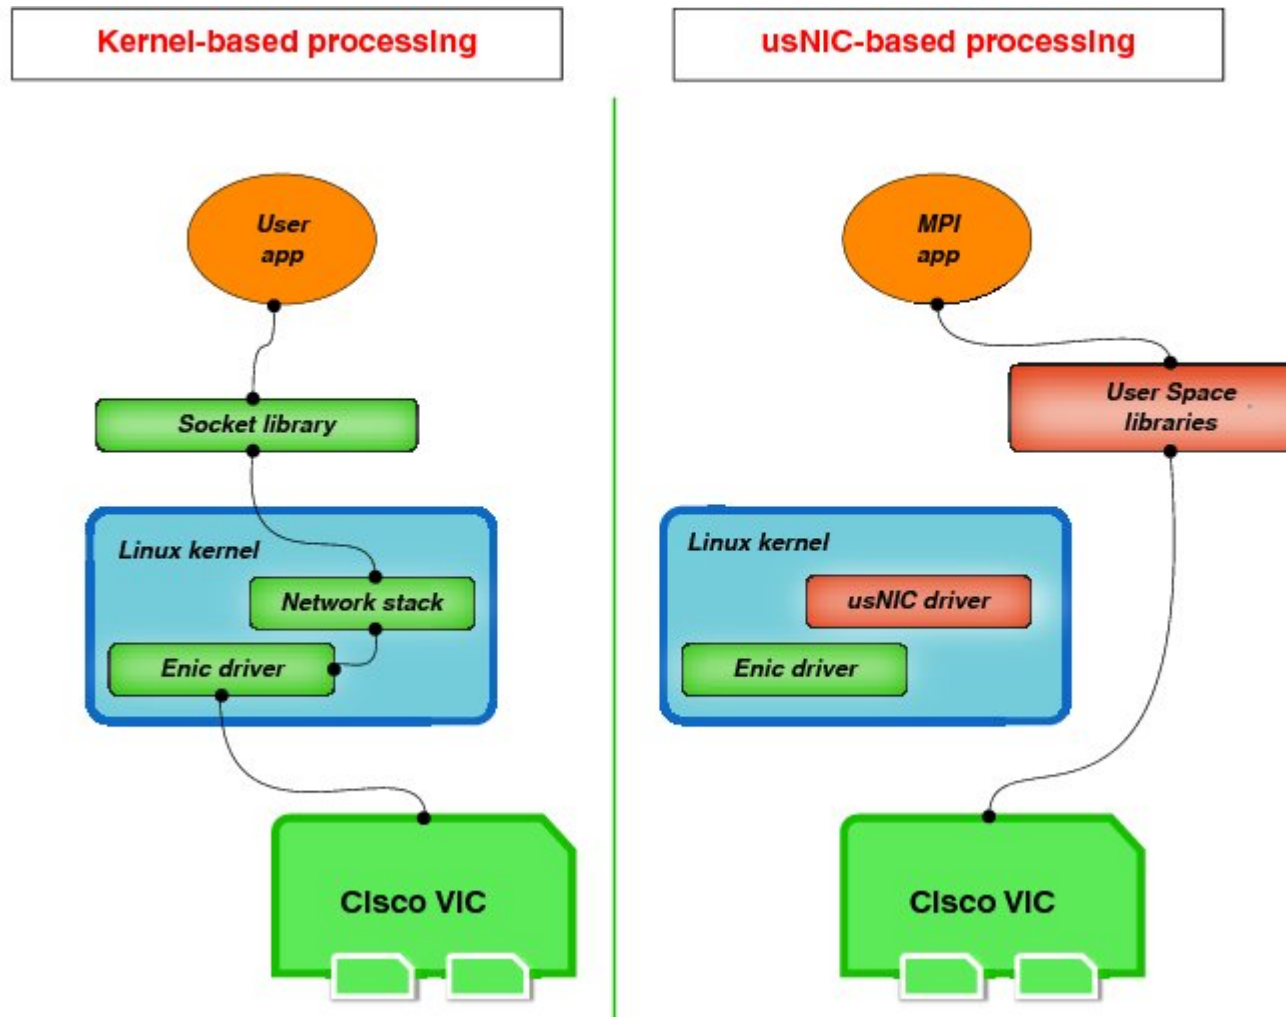 Kernel-based processing
User
app
Socket library
Linux kernel
Network stack
Enic driver
Cisco VIC
usNIC-based processing
MPI
app
User Space
libraries
Linux kernel
usNIC driver
Enic driver
Cisco VIC